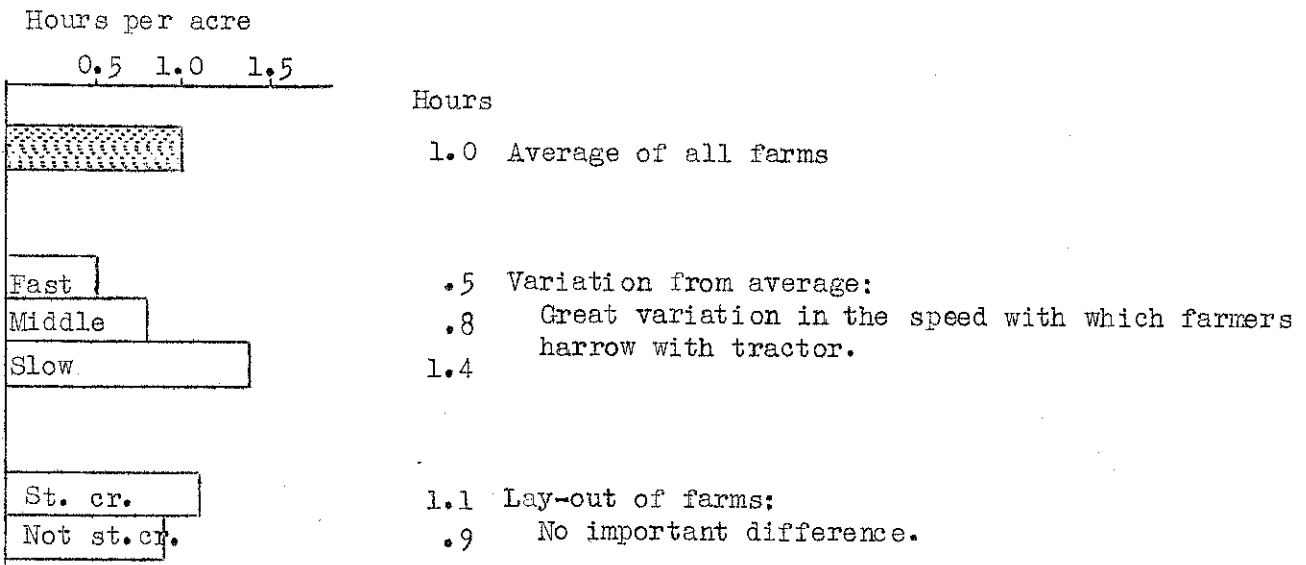 Hours per acre
0.5 1.0 1.5
Hours
1.0 Average of all farms
Fast .5 Variation from average:
Middle .8 Great variation in the speed with which farmers
harrow with tractor.
Slow 1.4
St. cr. 1.1 Lay-out of farms:
Not st.cr. .9 No important difference.